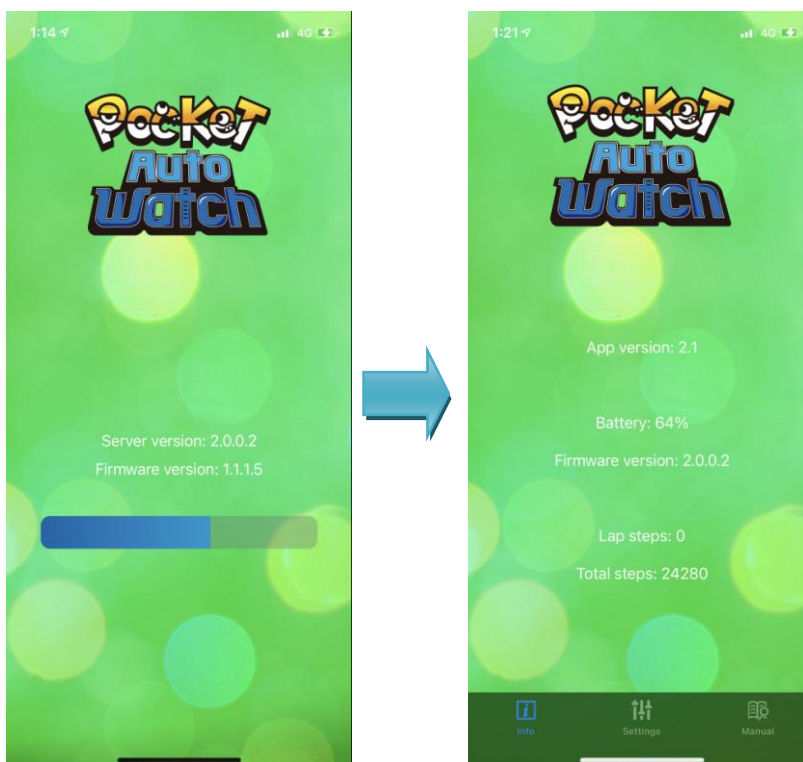 1:14
4G
POCKET
Auto
Watch
Server version: 2.0.0.2
Firmware version: 1.1.1.5
1:21
4G
POCKET
Auto
Watch
App version: 2.1
Battery: 64%
Firmware version: 2.0.0.2
Lap steps: 0
Total steps: 24280
Info
Settings
Manual